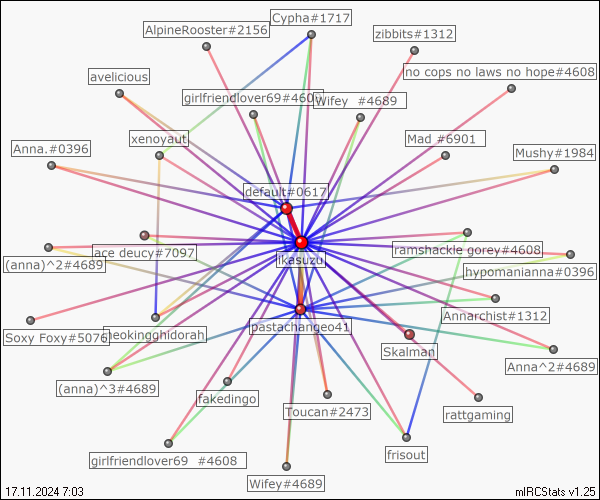 Cypha#1717
AlpineRooster#2156
zibbits#1312
avelicious
no cops no laws no hope#4608
girlfriendlover69#4607
Wifey #4689
xenoyaut
Mad #6901
Anna.#0396
Mushy#1984
default#0617
ace deucy#7097
ramshackle gorey#4608
ikasuzu
(anna)^2#4689
hypomanianna#0396
Annarchist#1312
Soxy Foxy#5076
neokingghidorah
pastachangeo41
Skalman
Anna^2#4689
(anna)^3#4689
fakedingo
Toucan#2473
rattgaming
girlfriendlover69 #4608
frisout
Wifey#4689
17.11.2024 7:03
mIRCStats v1.25